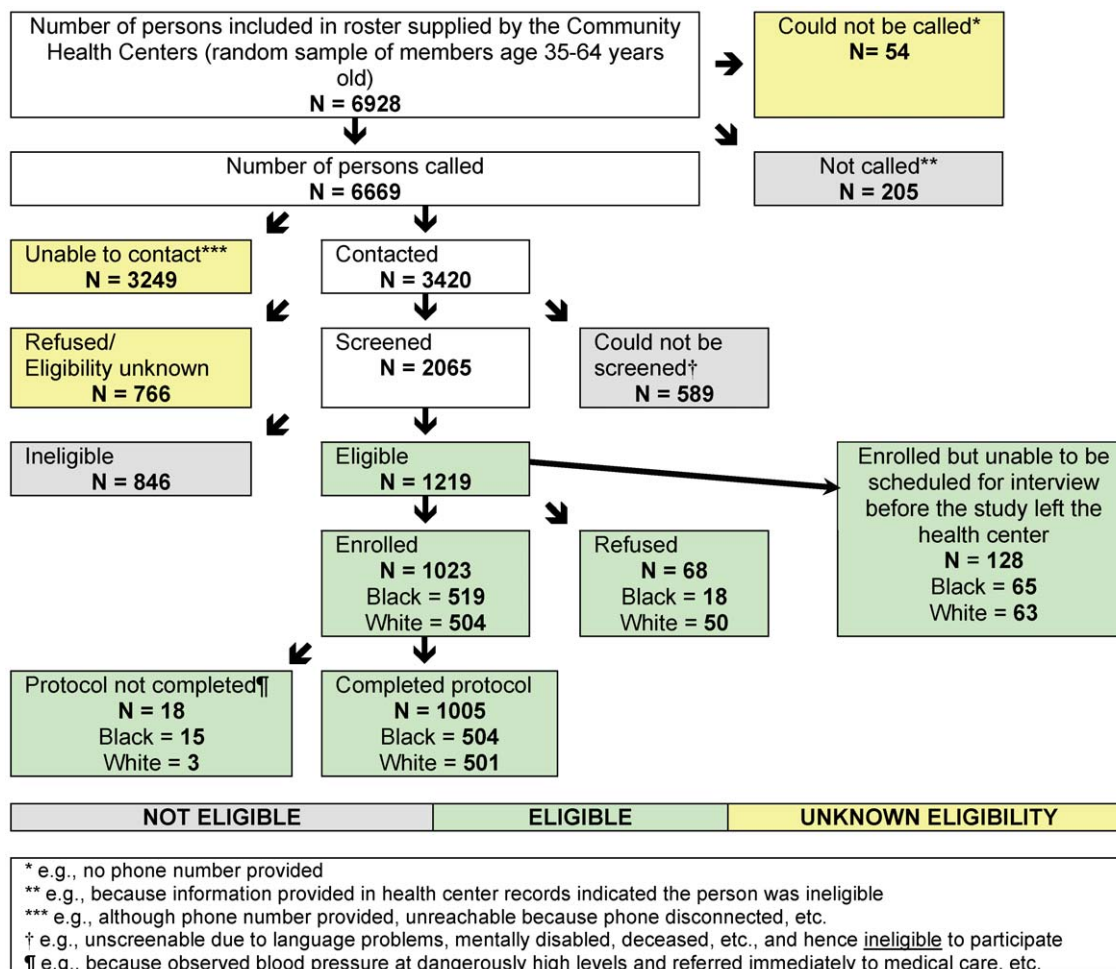 Number of persons included in roster supplied by the Community
Health Centers (random sample of members age 35-64 years
old)
N = 6928
Could not be called*
N= 54
Number of persons called
N = 6669
Not called**
N = 205
Unable to contact***
N = 3249
Contacted
N = 3420
Refused/
Eligibility unknown
N = 766
Screened
N = 2065
Could not be
screened†
N = 589
Ineligible
N = 846
Eligible
N = 1219
Enrolled but unable to be
scheduled for interview
before the study left the
health center
N = 128
Black = 65
White = 63
Enrolled
N = 1023
Black = 519
White = 504
Refused
N = 68
Black = 18
White = 50
Protocol not completed¶
N = 18
Black = 15
White = 3
Completed protocol
N = 1005
Black = 504
White = 501
NOT ELIGIBLE
ELIGIBLE
UNKNOWN ELIGIBILITY
* e.g., no phone number provided
** e.g., because information provided in health center records indicated the person was ineligible
*** e.g., although phone number provided, unreachable because phone disconnected, etc.
† e.g., unscreenable due to language problems, mentally disabled, deceased, etc., and hence ineligible to participate
¶ e.g., because observed blood pressure at dangerously high levels and referred immediately to medical care, etc.